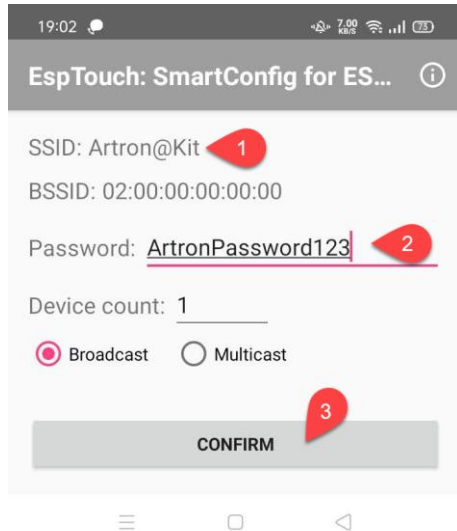 19:02 7.00 KB/S 73
EspTouch: SmartConfig for ES...
SSID: Artron@Kit 1
BSSID: 02:00:00:00:00:00
Password: ArtronPassword123 2
Device count: 1
Broadcast Multicast
3
CONFIRM